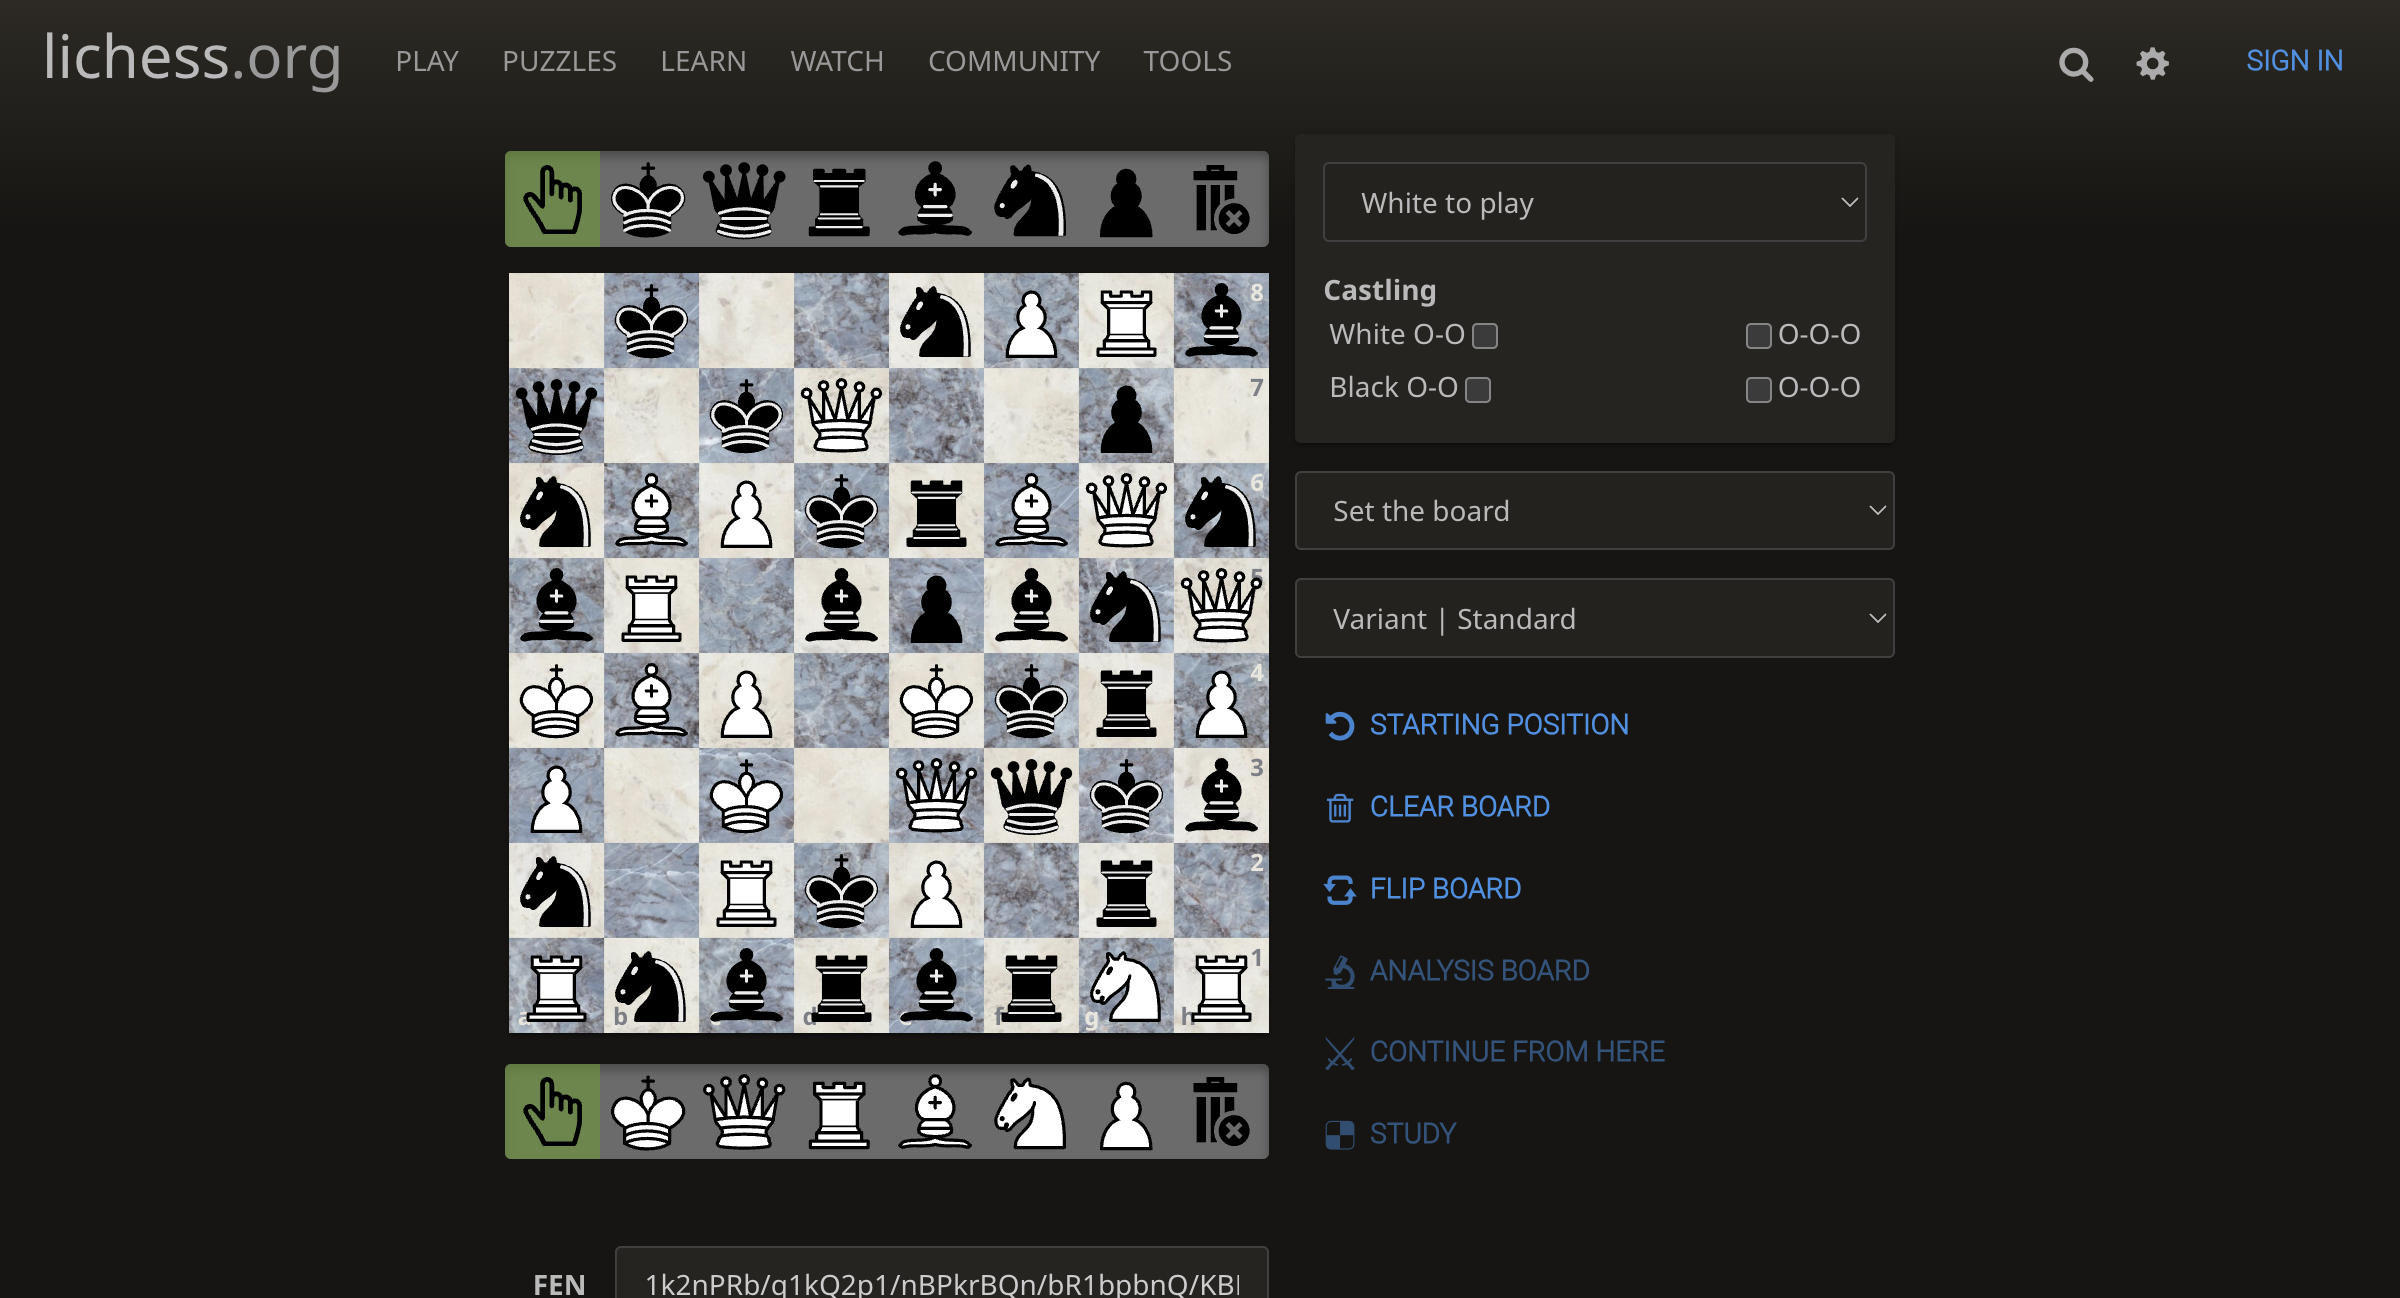 lichess.org PLAY PUZZLES LEARN WATCH COMMUNITY TOOLS SIGN IN
White to play
Castling
White O-O O-O-O
Black O-O O-O-O
Set the board
Variant | Standard
STARTING POSITION
CLEAR BOARD
FLIP BOARD
ANALYSIS BOARD
CONTINUE FROM HERE
STUDY
8
7
6
5
4
3
2
1
a b c d e f g h
FEN 1k2nPRb/q1kQ2p1/nBPkrBQn/bR1bpbnQ/KB